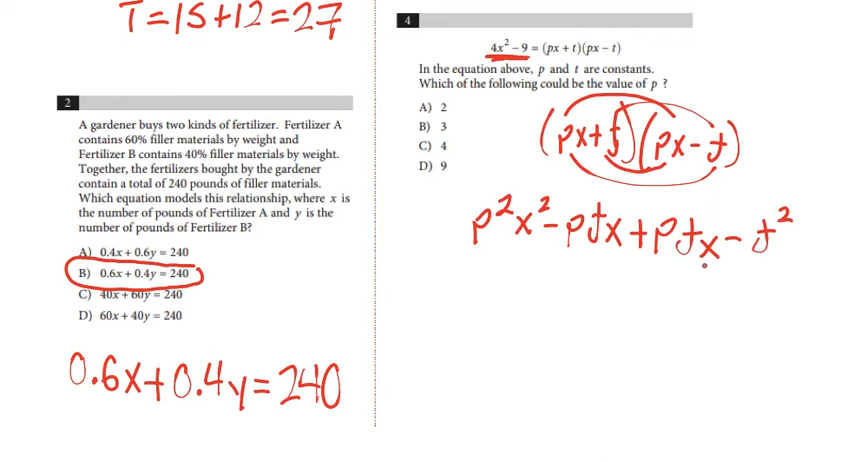 T=15+12=27
2
A gardener buys two kinds of fertilizer. Fertilizer A
contains 60% filler materials by weight and
Fertilizer B contains 40% filler materials by weight.
Together, the fertilizers bought by the gardener
contain a total of 240 pounds of filler materials.
Which equation models this relationship, where x is
the number of pounds of Fertilizer A and y is the
number of pounds of Fertilizer B?
A) 0.4x + 0.6y = 240
B) 0.6x + 0.4y = 240
C) 40x + 60y = 240
D) 60x + 40y = 240
0.6x+0.4y=240
4
4x² − 9 = (px + t)(px − t)
In the equation above, p and t are constants.
Which of the following could be the value of p ?
A) 2
B) 3
C) 4
D) 9
(px+t)(px-t)
p²x²-ptx+ptx-t²